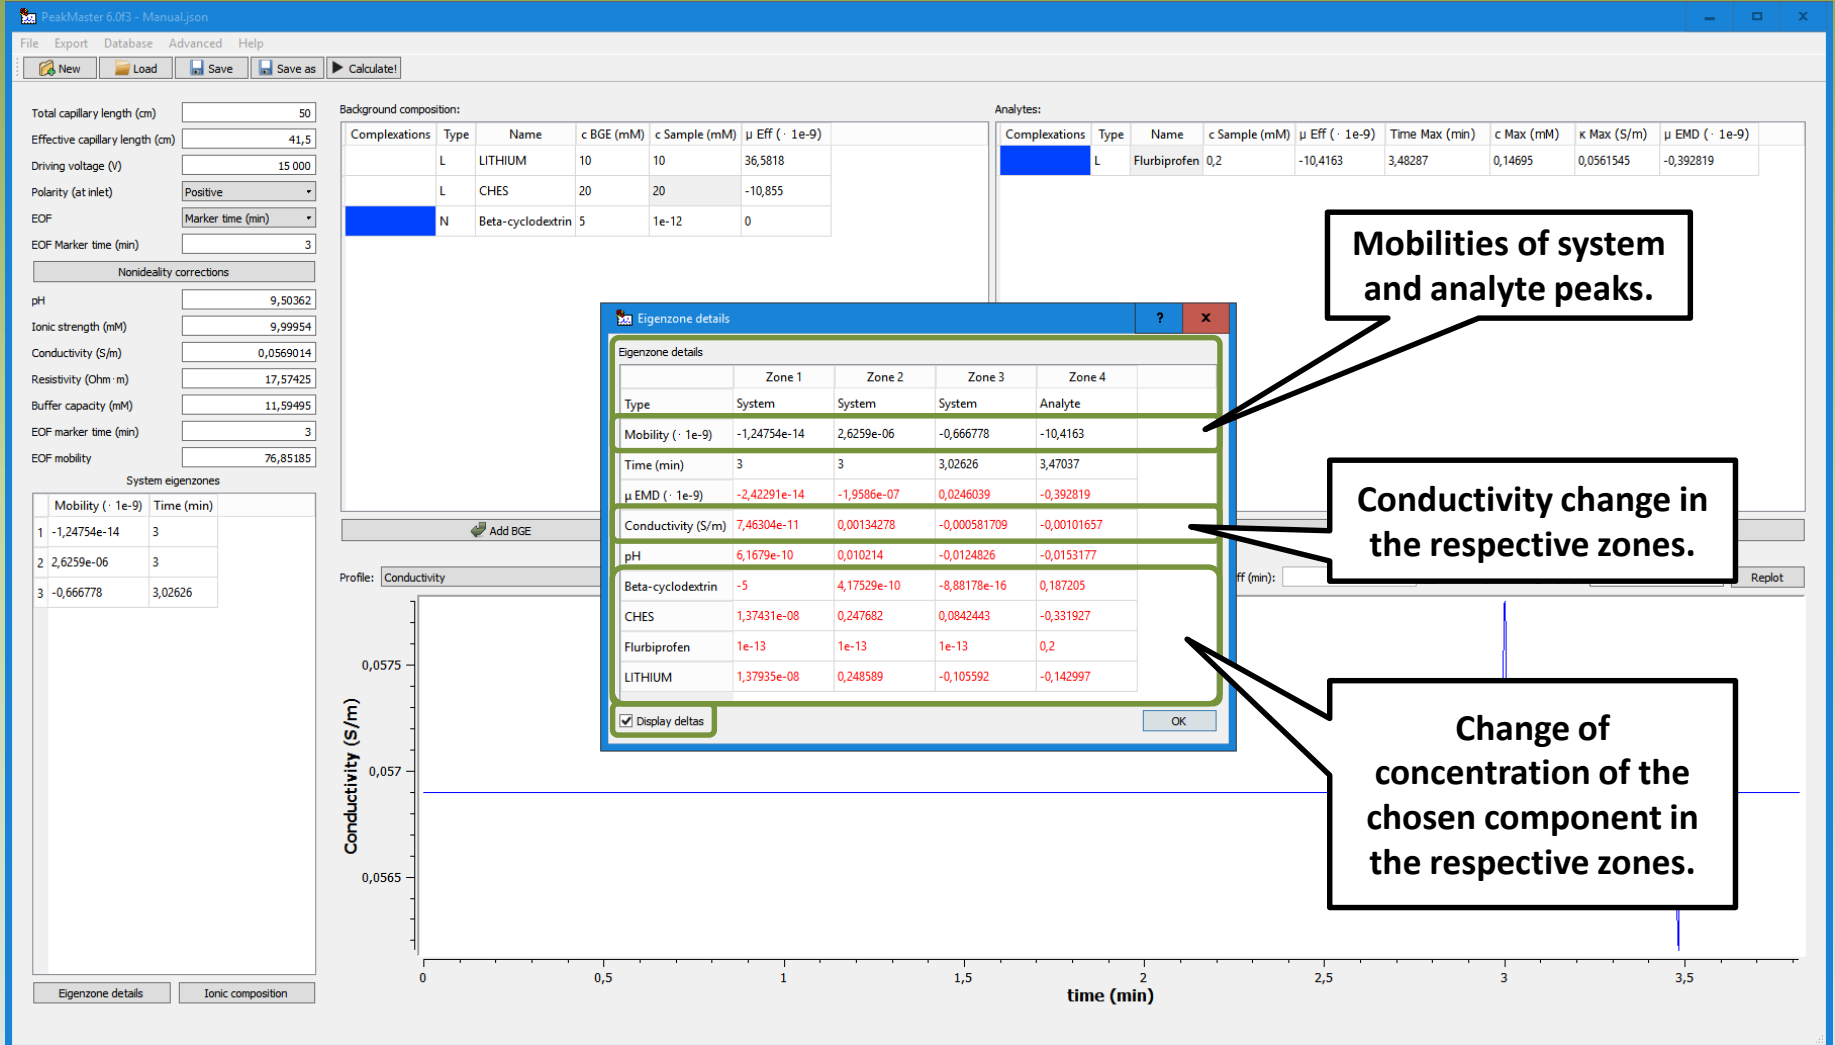 PeakMaster 6.0f3 - Manual.json
File Export Database Advanced Help
New Load Save Save as Calculate!
Total capillary length (cm) 50
Effective capillary length (cm) 41,5
Driving voltage (V) 15 000
Polarity (at inlet) Positive
EOF Marker time (min)
EOF Marker time (min) 3
Nonideality corrections
pH 9,50362
Ionic strength (mM) 9,99954
Conductivity (S/m) 0,0569014
Resistivity (Ohm·m) 17,57425
Buffer capacity (mM) 11,59495
EOF marker time (min) 3
EOF mobility 76,85185
System eigenzones
Mobility (· 1e-9) Time (min)
1 -1,24754e-14 3
2 2,6259e-06 3
3 -0,666778 3,02626
Eigenzone details Ionic composition
Background composition:
Complexations Type Name c BGE (mM) c Sample (mM) μ Eff (· 1e-9)
L LITHIUM 10 10 36,5818
L CHES 20 20 -10,855
N Beta-cyclodextrin 5 1e-12 0
Add BGE
Analytes:
Complexations Type Name c Sample (mM) μ Eff (· 1e-9) Time Max (min) c Max (mM) κ Max (S/m) μ EMD (· 1e-9)
L Flurbiprofen 0,2 -10,4163 3,48287 0,14695 0,0561545 -0,392819
Mobilities of system
and analyte peaks.
Eigenzone details ? x
Eigenzone details
Zone 1 Zone 2 Zone 3 Zone 4
Type System System System Analyte
Mobility (· 1e-9) -1,24754e-14 2,6259e-06 -0,666778 -10,4163
Time (min) 3 3 3,02626 3,47037
μ EMD (· 1e-9) -2,42291e-14 -1,9586e-07 0,0246039 -0,392819
Conductivity (S/m) 7,46304e-11 0,00134278 -0,000581709 -0,00101657
pH 6,1679e-10 0,010214 -0,0124826 -0,0153177
Beta-cyclodextrin -5 4,17529e-10 -8,88178e-16 0,187205
CHES 1,37431e-08 0,247682 0,0842443 -0,331927
Flurbiprofen 1e-13 1e-13 1e-13 0,2
LITHIUM 1,37935e-08 0,248589 -0,105592 -0,142997
Display deltas OK
Conductivity change in
the respective zones.
Change of
concentration of the
chosen component in
the respective zones.
Profile: Conductivity
ff (min):
Replot
Conductivity (S/m)
0,0575
0,057
0,0565
0 0,5 1 1,5 2 2,5 3 3,5
time (min)